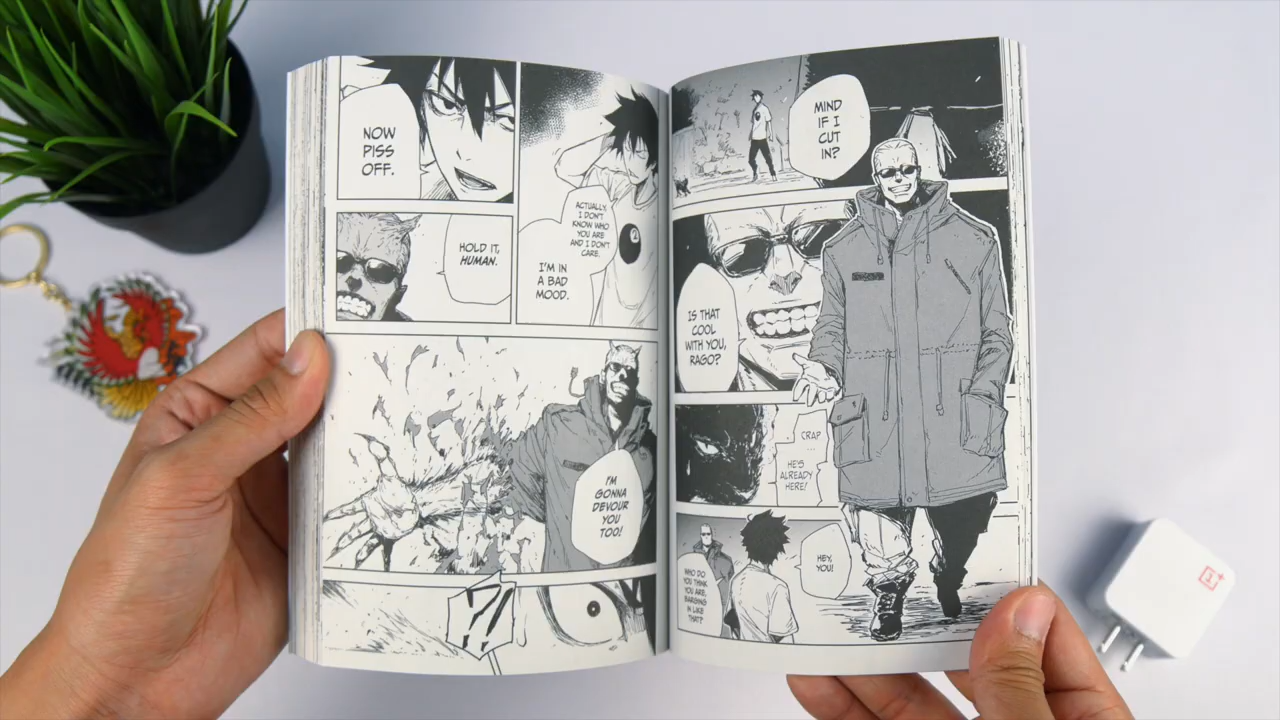 MIND
IF I
CUT
IN?
IS THAT
COOL
WITH YOU,
RAGO?
CRAP
HE'S
ALREADY
HERE!
HEY,
YOU!
WHO DO
YOU THINK
YOU ARE,
BARGING
IN LIKE
THAT?
ACTUALLY,
I DON'T
KNOW WHO
YOU ARE
AND I DON'T
CARE.
I'M IN
A BAD
MOOD.
NOW
PISS
OFF.
HOLD IT,
HUMAN.
I'M
GONNA
DEVOUR
YOU
TOO!
?!
1+